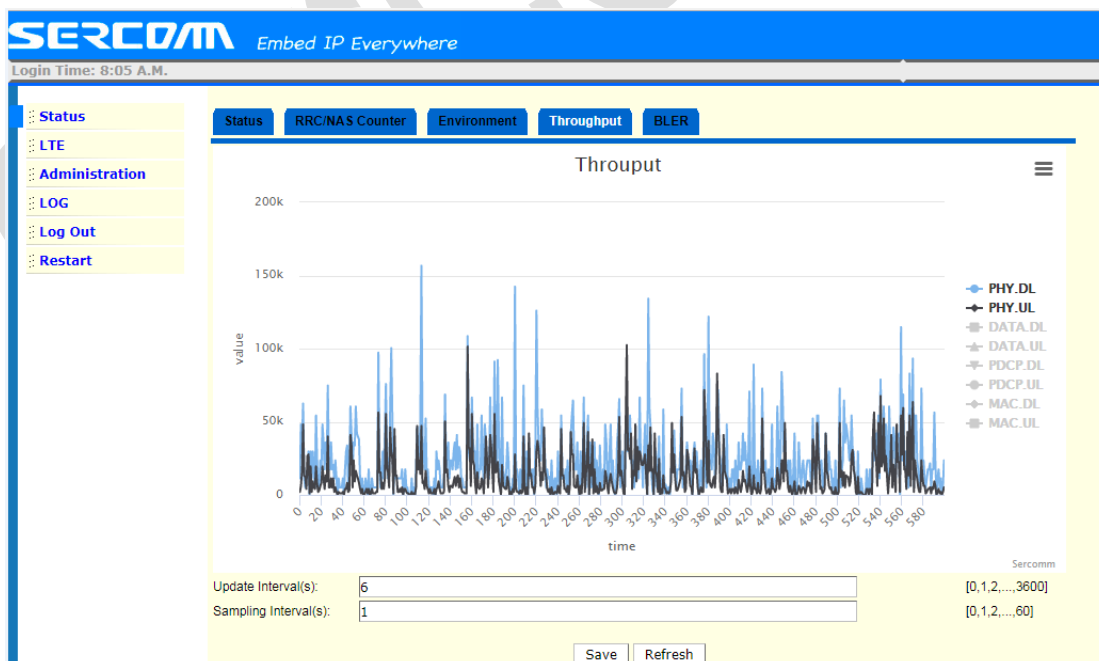 SERCOMM Embed IP Everywhere
Login Time: 8:05 A.M.
Status
LTE
Administration
LOG
Log Out
Restart
Status RRC/NAS Counter Environment Throughput BLER
Throuput
200k
150k
100k
50k
0
value
0 20 40 60 80 100 120 140 160 180 200 220 240 260 280 300 320 340 360 380 400 420 440 460 480 500 520 540 560 580
time
PHY.DL
PHY.UL
DATA.DL
DATA.UL
PDCP.DL
PDCP.UL
MAC.DL
MAC.UL
Sercomm
Update Interval(s): 6 [0,1,2,...,3600]
Sampling Interval(s): 1 [0,1,2,...,60]
Save Refresh